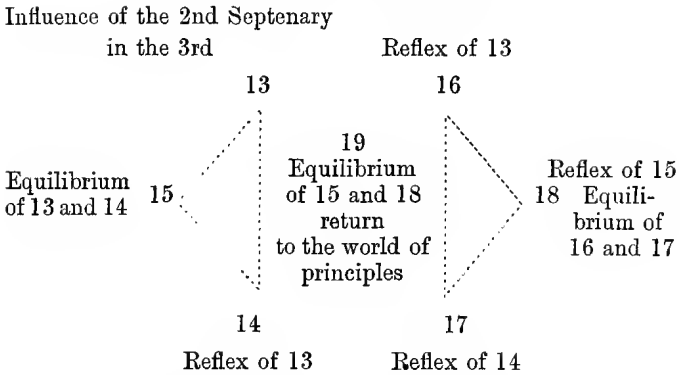 Influence of the 2nd Septenary
in the 3rd
Reflex of 13
13
16
19
Equilibrium
of 15 and 18
return
to the world of
principles
Equilibrium
of 13 and 14
15
Reflex of 15
18 Equili-
brium of
16 and 17
14
17
Reflex of 13
Reflex of 14